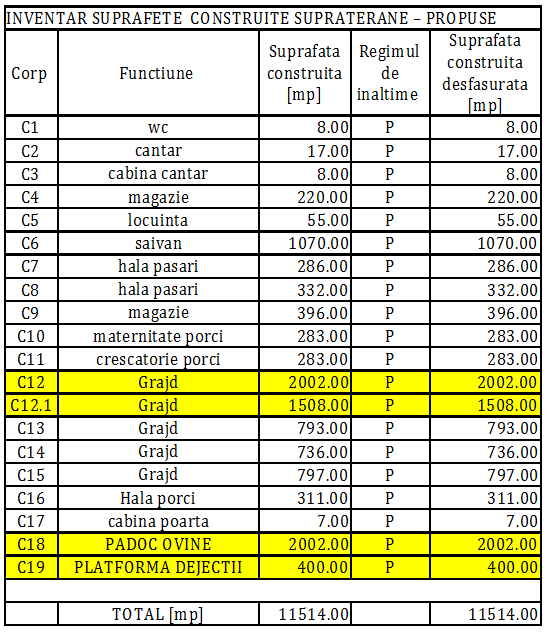 INVENTAR SUPRAFETE CONSTRUITE SUPRATERANE – PROPUSE
Corp Functiune Suprafata construita [mp] Regimul de inaltime Suprafata construita desfasurata [mp]
C1 wc 8.00 P 8.00
C2 cantar 17.00 P 17.00
C3 cabina cantar 8.00 P 8.00
C4 magazie 220.00 P 220.00
C5 locuinta 55.00 P 55.00
C6 saivan 1070.00 P 1070.00
C7 hala pasari 286.00 P 286.00
C8 hala pasari 332.00 P 332.00
C9 magazie 396.00 P 396.00
C10 maternitate porci 283.00 P 283.00
C11 crescatorie porci 283.00 P 283.00
C12 Grajd 2002.00 P 2002.00
C12.1 Grajd 1508.00 P 1508.00
C13 Grajd 793.00 P 793.00
C14 Grajd 736.00 P 736.00
C15 Grajd 797.00 P 797.00
C16 Hala porci 311.00 P 311.00
C17 cabina poarta 7.00 P 7.00
C18 PADOC OVINE 2002.00 P 2002.00
C19 PLATFORMA DEJECTII 400.00 P 400.00
TOTAL [mp] 11514.00 11514.00